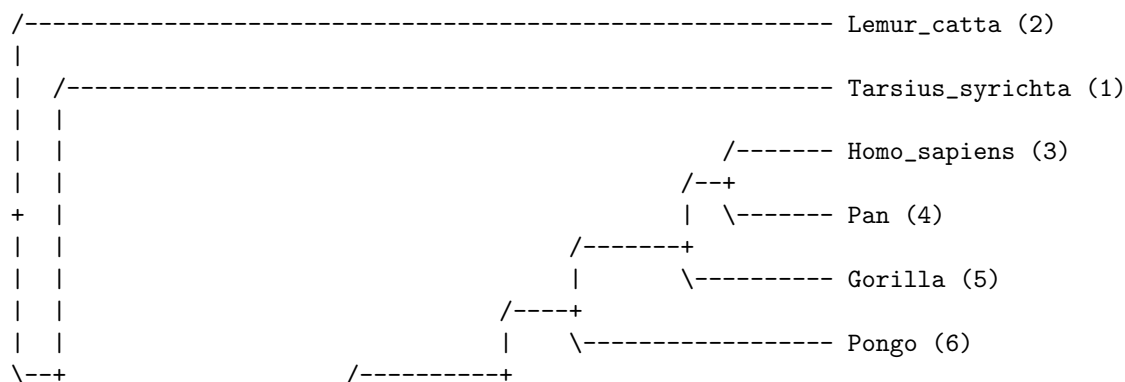 Lemur_catta (2)
Tarsius_syrichta (1)
Homo_sapiens (3)
Pan (4)
Gorilla (5)
Pongo (6)